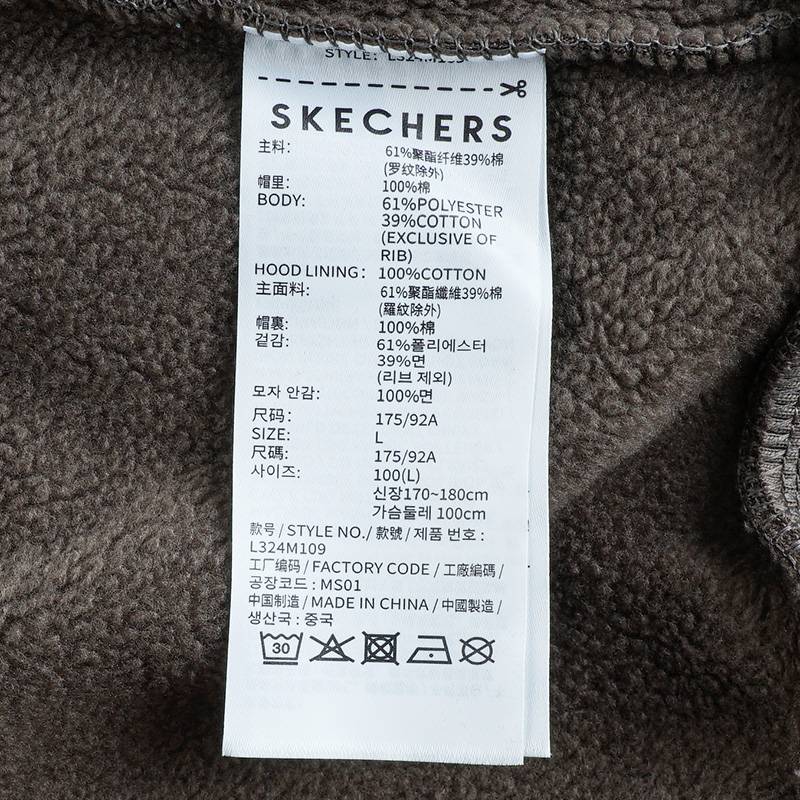 STYLE: L324M109
SKECHERS
主料: 61%聚酯纤维39%棉
(罗纹除外)
帽里: 100%棉
BODY: 61%POLYESTER
39%COTTON
(EXCLUSIVE OF
RIB)
HOOD LINING: 100%COTTON
主面料: 61%聚酯纖維39%棉
(羅紋除外)
帽裏: 100%棉
겉감: 61%폴리에스터
39%면
(리브 제외)
모자 안감: 100%면
尺码: 175/92A
SIZE: L
尺碼: 175/92A
사이즈: 100(L)
신장170~180cm
가슴둘레 100cm
款号 / STYLE NO./ 款號 / 제품 번호 :
L324M109
工厂编码 / FACTORY CODE / 工廠編碼 /
공장코드 : MS01
中国制造 / MADE IN CHINA / 中國製造 /
생산국 : 중국
30